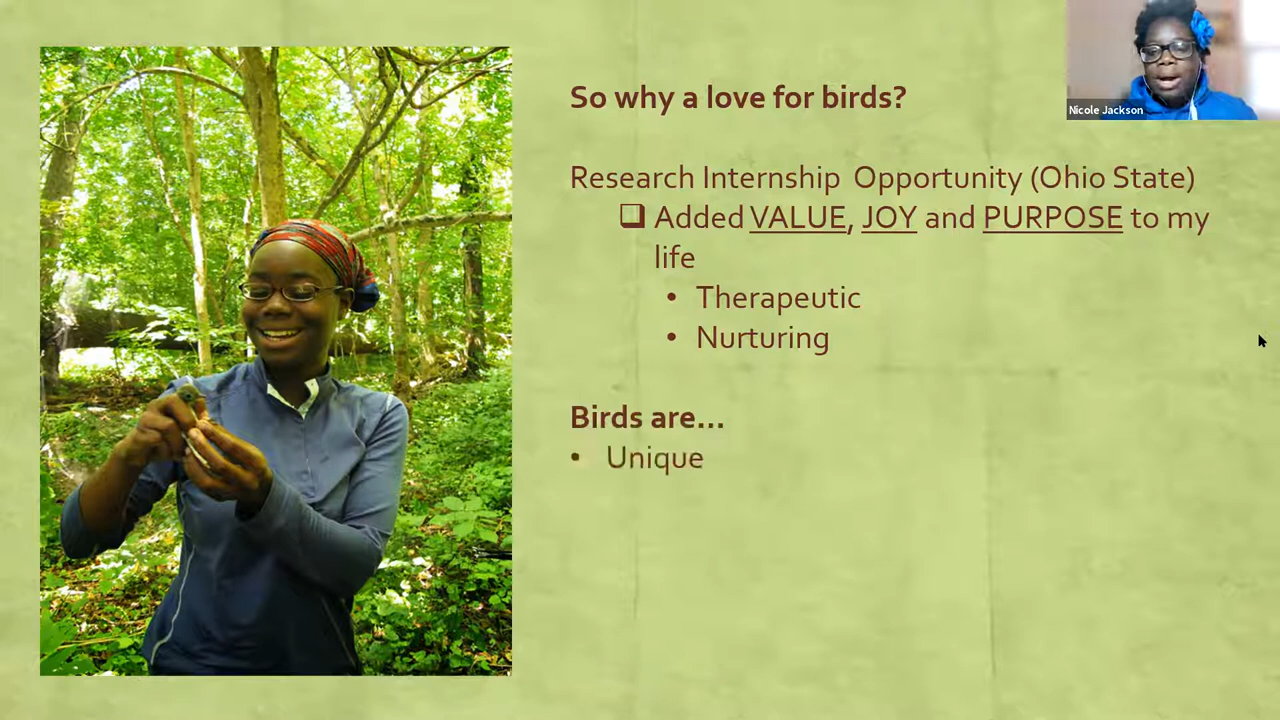 So why a love for birds?
Nicole Jackson
Research Internship Opportunity (Ohio State)
❑ Added VALUE, JOY and PURPOSE to my
life
• Therapeutic
• Nurturing
Birds are...
• Unique